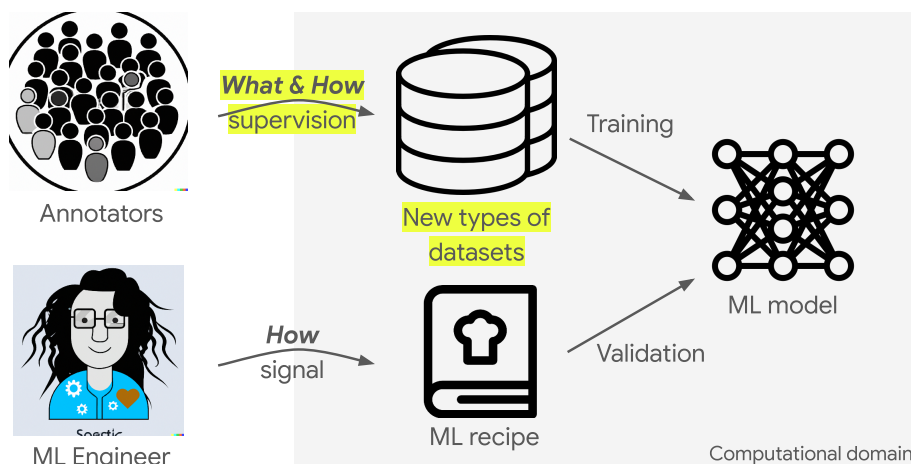 What & How
supervision
Annotators
New types of
datasets
Training
ML model
How
signal
ML recipe
Validation
ML Engineer
Computational domain